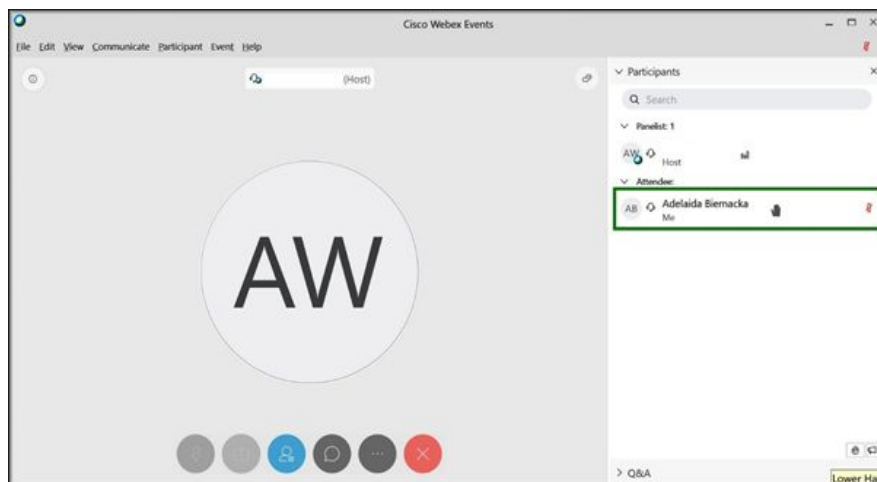 Cisco Webex Events
File Edit View Communicate Participant Event Help
(Host)
Participants
Search
Panelist: 1
AW
Host
Attendee:
AB
Adelaida Biernacka
Me
AW
Q&A
Lower Ha